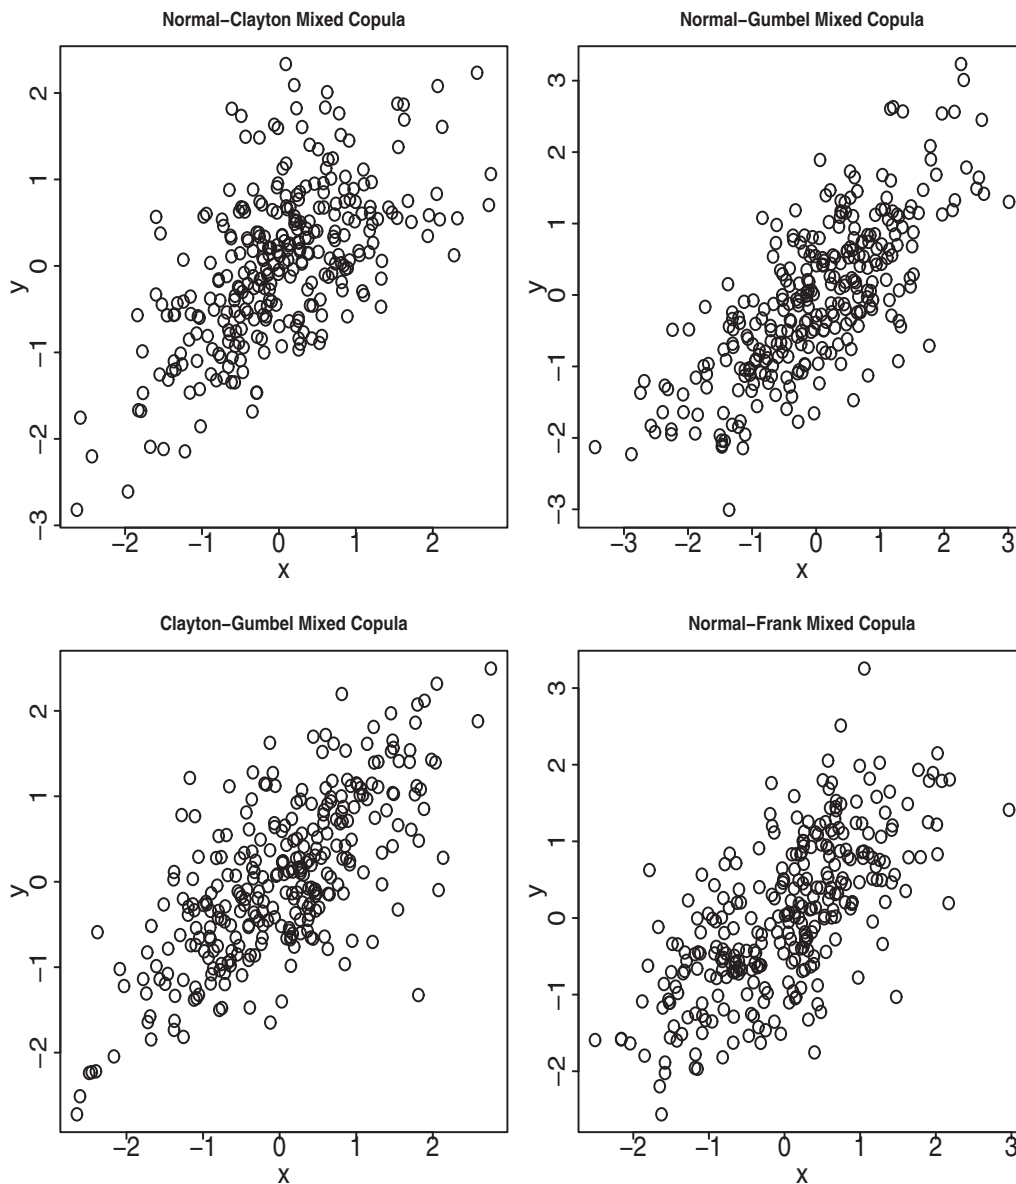 Normal–Clayton Mixed Copula
2
1
0
−1
−2
−3
y
−2 −1 0 1 2
x
Normal–Gumbel Mixed Copula
3
2
1
0
−1
−2
−3
y
−3 −2 −1 0 1 2 3
x
Clayton–Gumbel Mixed Copula
2
1
0
−1
−2
y
−2 −1 0 1 2
x
Normal–Frank Mixed Copula
3
2
1
0
−1
−2
y
−2 −1 0 1 2 3
x